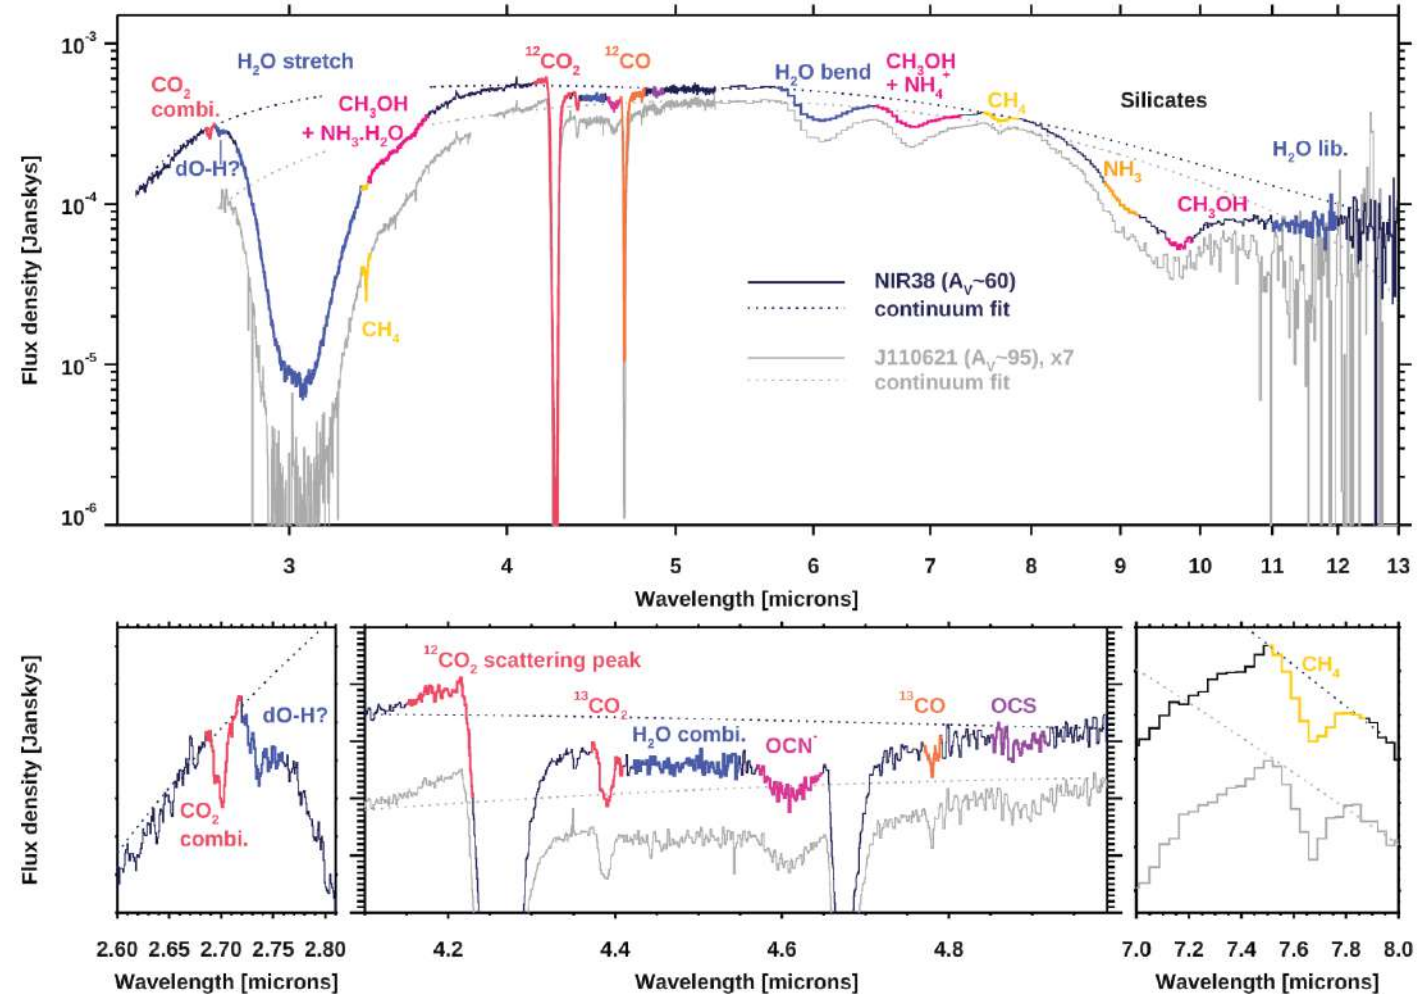 10⁻³
10⁻⁴
10⁻⁵
10⁻⁶
Flux density [Janskys]
CO₂
combi.
H₂O stretch
dO-H?
CH₃OH
+ NH₃.H₂O
CH₄
¹²CO₂
¹²CO
H₂O bend
CH₃OH
+ NH₄⁺
CH₄
Silicates
NH₃
CH₃OH
H₂O lib.
NIR38 (Aᵥ~60)
continuum fit
J110621 (Aᵥ~95), x7
continuum fit
3 4 5 6 7 8 9 10 11 12 13
Wavelength [microns]
Flux density [Janskys]
dO-H?
CO₂
combi.
2.60 2.65 2.70 2.75 2.80
Wavelength [microns]
¹²CO₂ scattering peak
¹³CO₂
H₂O combi.
OCN⁻
¹³CO
OCS
4.2 4.4 4.6 4.8
Wavelength [microns]
CH₄
7.0 7.2 7.4 7.6 7.8 8.0
Wavelength [microns]